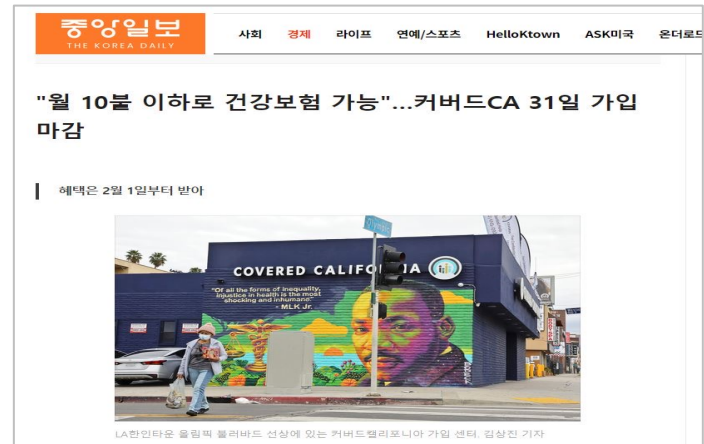 중앙일보
THE KOREA DAILY
사회 경제 라이프 연예/스포츠 HelloKtown ASK미국 온더로드
"월 10불 이하로 건강보험 가능"...커버드CA 31일 가입
마감
혜택은 2월 1일부터 받아
Olympic
COVERED CALIFORNIA
"Of all the forms of inequality,
injustice in health is the most
shocking and inhumane."
- MLK Jr.
LA한인타운 올림픽 불러바드 선상에 있는 커버드캘리포니아 가입 센터. 김상진 기자